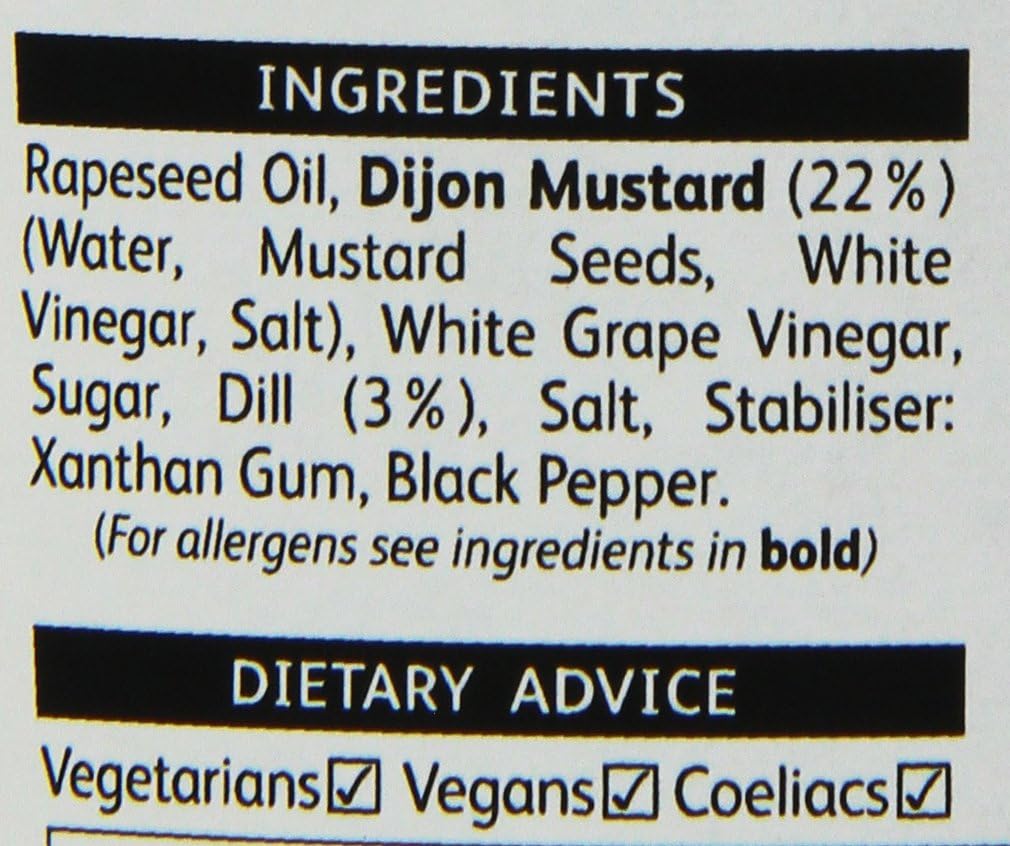 INGREDIENTS
Rapeseed Oil, Dijon Mustard (22%)
(Water, Mustard Seeds, White
Vinegar, Salt), White Grape Vinegar,
Sugar, Dill (3%), Salt, Stabiliser:
Xanthan Gum, Black Pepper.
(For allergens see ingredients in bold)
DIETARY ADVICE
Vegetarians☑ Vegans☑ Coeliacs☑